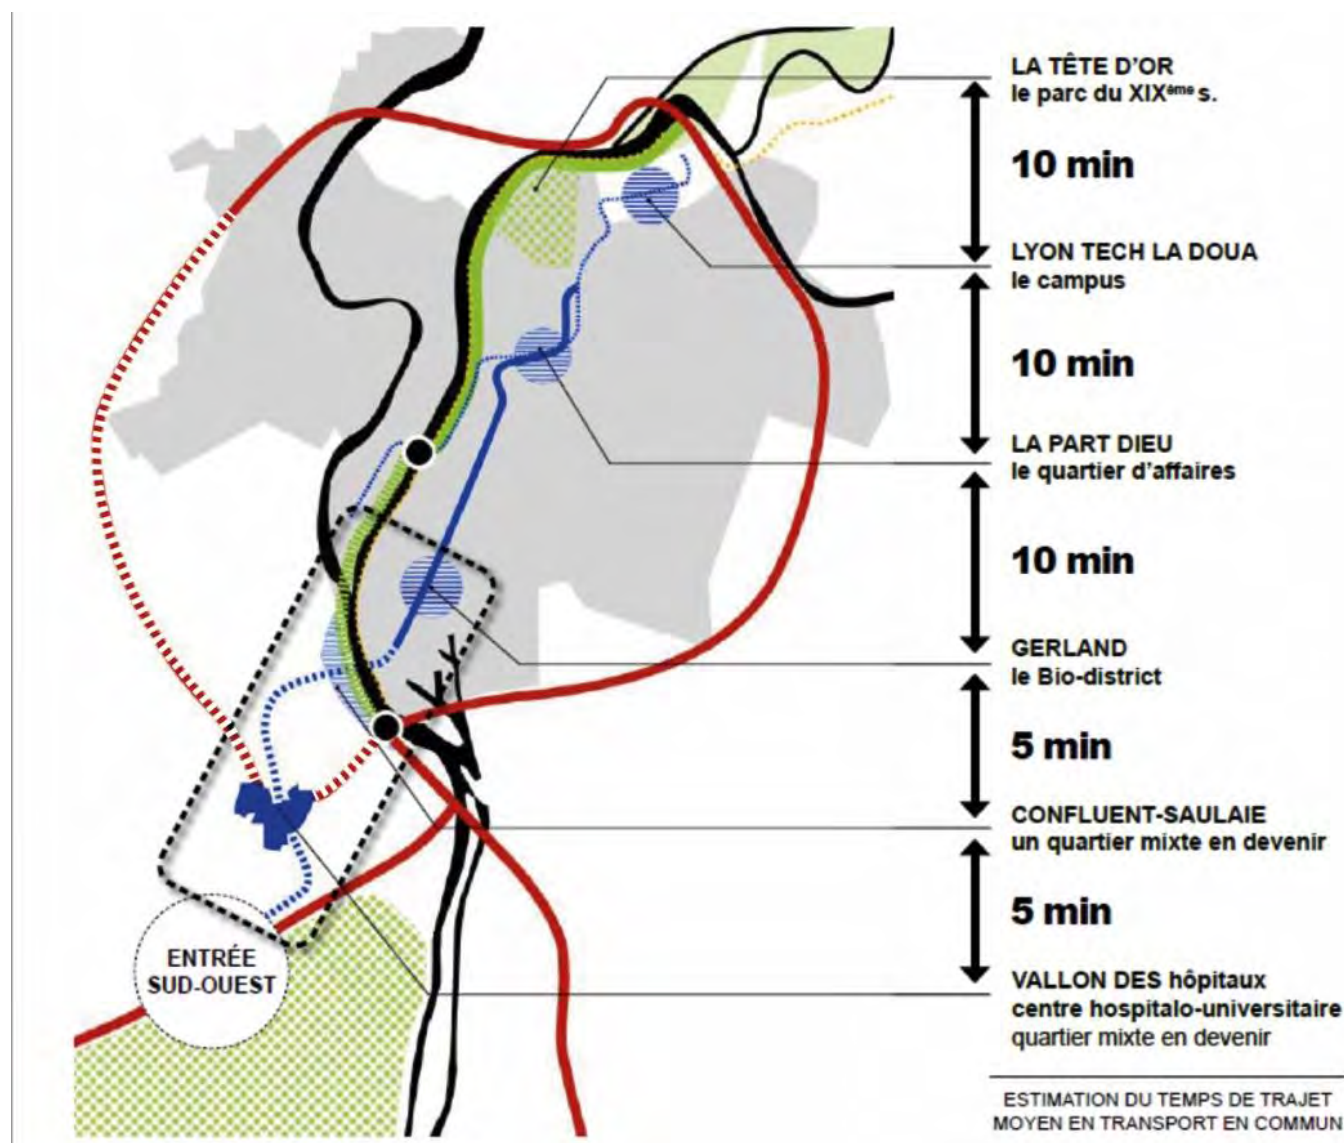 LA TÊTE D'OR
le parc du XIXème s.
10 min
LYON TECH LA DOUA
le campus
10 min
LA PART DIEU
le quartier d'affaires
10 min
GERLAND
le Bio-district
5 min
CONFLUENT-SAULAIE
un quartier mixte en devenir
5 min
VALLON DES hôpitaux
centre hospitalo-universitaire
quartier mixte en devenir
ENTRÉE
SUD-OUEST
ESTIMATION DU TEMPS DE TRAJET
MOYEN EN TRANSPORT EN COMMUN